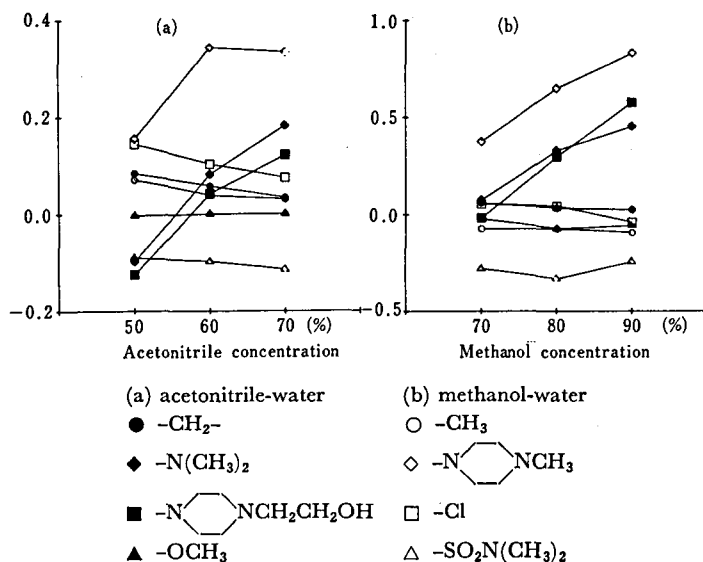 (a) (b)
0.4 1.0
0.2 0.5
0.0 0.0
-0.2 -0.5
50 60 70 (%) 70 80 90 (%)
Acetonitrile concentration Methanol concentration
(a) acetonitrile-water (b) methanol-water
-CH₂- -CH₃
-N(CH₃)₂ -N NCH₃
-N NCH₂CH₂OH -Cl
-OCH₃ -SO₂N(CH₃)₂